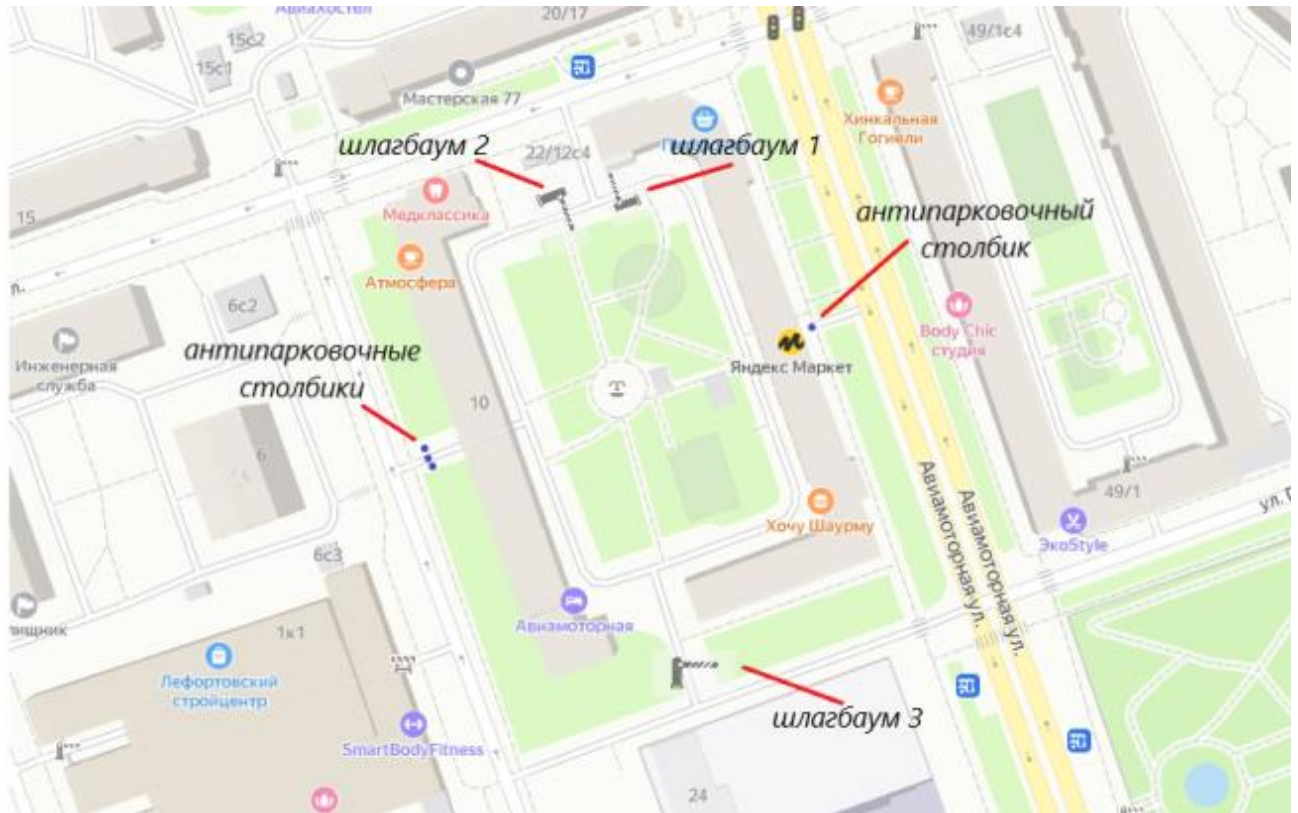 АвиаХостел
20/17
15с2
15с1
49/1с4
Мастерская 77
Хинкальная
Гогиели
шлагбаум 2
22/12с4
шлагбаум 1
15
Медклассика
антипарковочный
столбик
Атмосфера
6с2
Body Chic
студия
Инженерная
служба
антипарковочные
столбики
Яндекс Маркет
10
6
49/1
ул.
Хочу Шаурму
ЭкоStyle
Авиамоторная ул.
Авиамоторная ул.
6с3
Авиамоторная
1к1
Лефортовский
стройцентр
шлагбаум 3
SmartBodyFitness
24